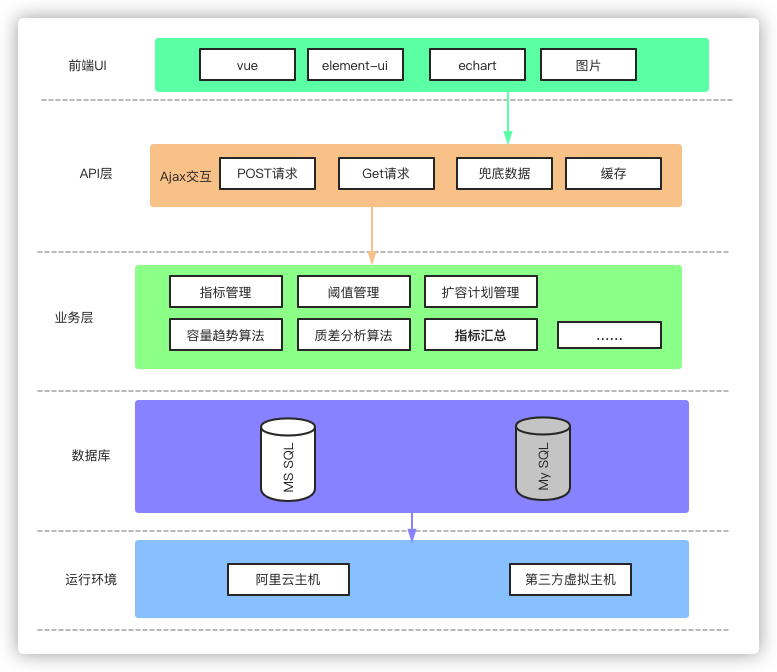 前端UI
vue
element-ui
echart
图片
API层
Ajax交互
POST请求
Get请求
兜底数据
缓存
业务层
指标管理
阈值管理
扩容计划管理
容量趋势算法
质差分析算法
指标汇总
......
数据库
MS SQL
My SQL
运行环境
阿里云主机
第三方虚拟主机